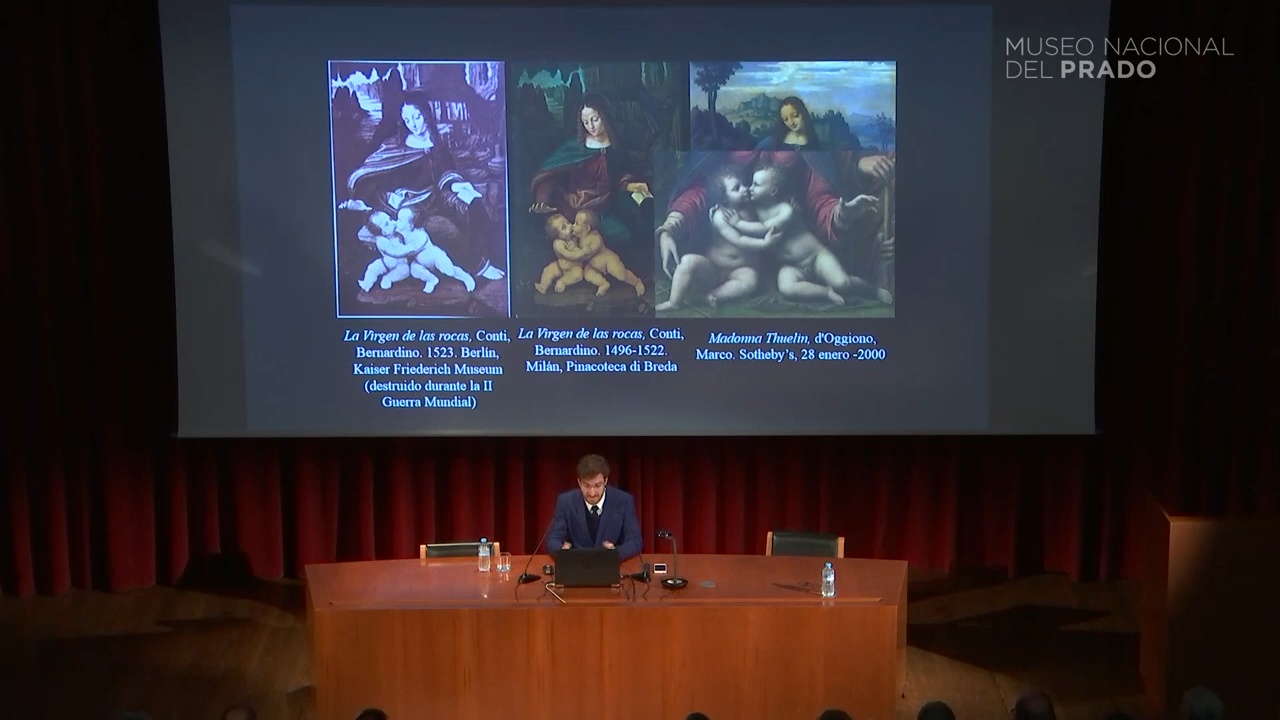 MUSEO NACIONAL
DEL PRADO
La Virgen de las rocas, Conti,
Bernardino. 1523. Berlín,
Kaiser Friederich Museum
(destruido durante la II
Guerra Mundial)
La Virgen de las rocas, Conti,
Bernardino. 1496-1522.
Milán, Pinacoteca di Breda
Madonna Thuelin, d'Oggiono,
Marco. Sotheby's, 28 enero -2000